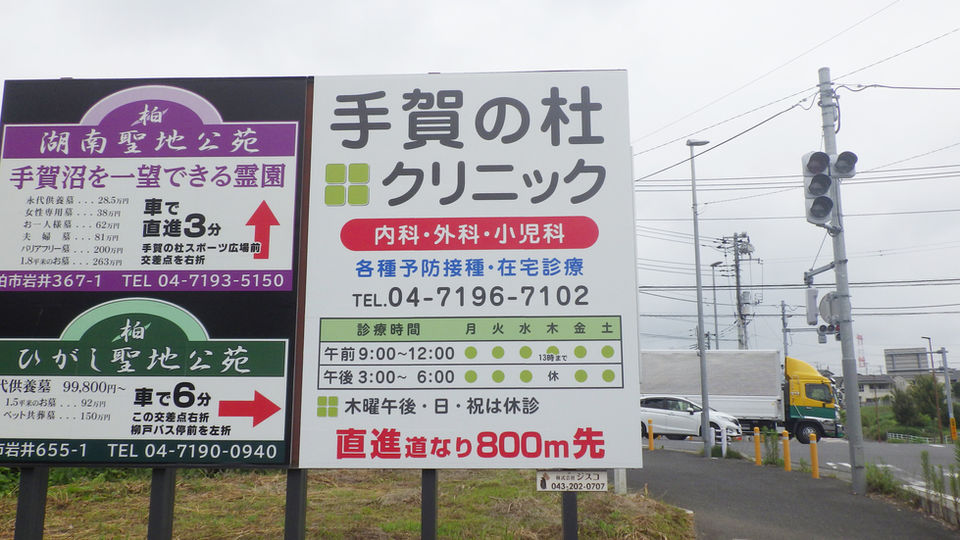 柏
湖南聖地公苑
手賀沼を一望できる霊園
永代供養墓...28.5万円
女性専用墓...38万円
お一人様墓...62万円
夫婦墓...81万円
バリアフリー墓...200万円
1.8平米のお墓...263万円
車で
直進3分
手賀の杜スポーツ広場前
交差点を右折
柏市岩井367-1 TEL 04-7193-5150
柏
ひがし聖地公苑
代供養墓 99,800円~
1.5平米のお墓...92万円
ペット共葬墓...150万円
車で6分
この交差点右折
柳戸バス停前を左折
市岩井655-1 TEL 04-7190-0940
手賀の杜
クリニック
内科・外科・小児科
各種予防接種・在宅診療
TEL.04-7196-7102
診療時間 月 火 水 木 金 土
午前 9:00~12:00 ● ● ● ● ● ●
13時まで
午後 3:00~ 6:00 ● ● ● 休 ● ●
木曜午後・日・祝は休診
直進道なり800m先
株式会社 シスコ
043-202-0707